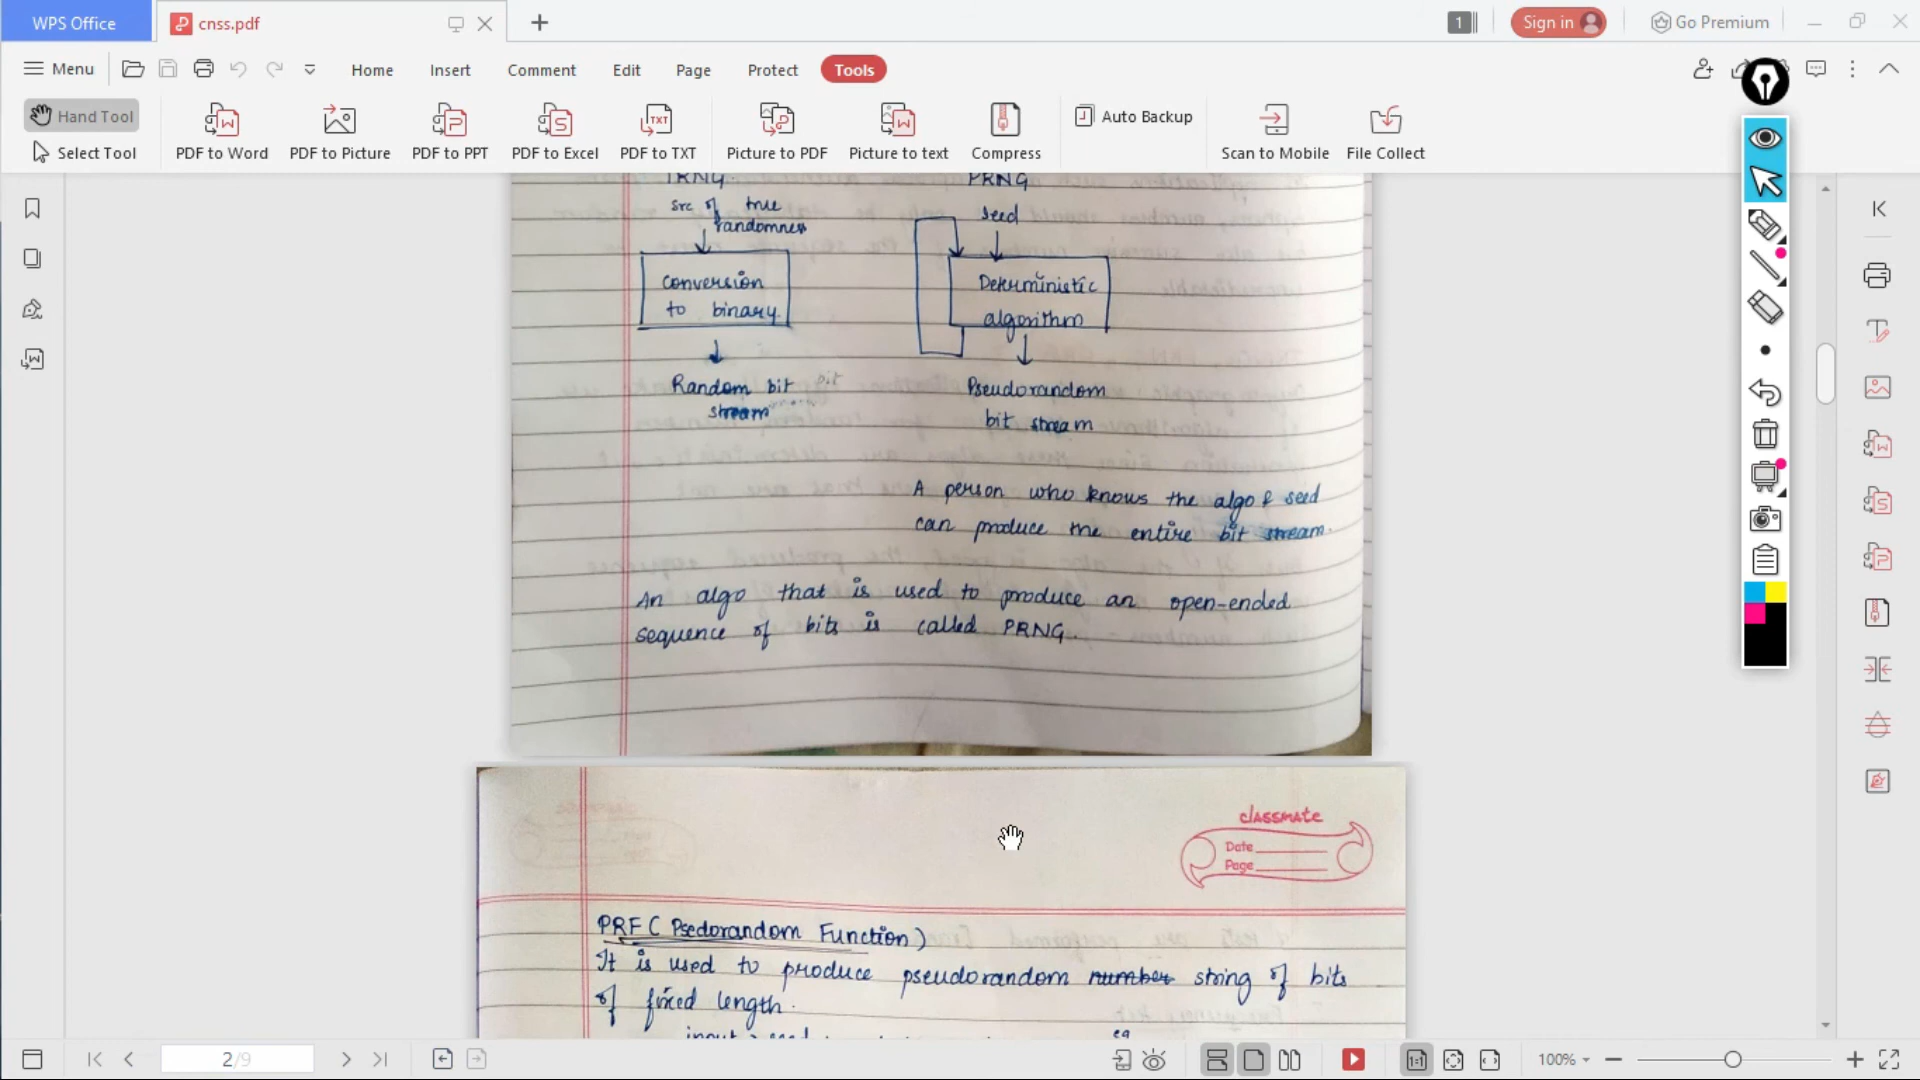 WPS Office
cnss.pdf
1
Sign in
Go Premium
Menu
Home
Insert
Comment
Edit
Page
Protect
Tools
Hand Tool
Select Tool
PDF to Word
PDF to Picture
PDF to PPT
PDF to Excel
PDF to TXT
Picture to PDF
Picture to text
Compress
Auto Backup
Scan to Mobile
File Collect
TRNG
src of true
randomness
Conversion
to binary
Random bit
stream
PRNG
seed
Deterministic
algorithm
Pseudorandom
bit stream
A person who knows the algo & seed
can produce the entire bit stream.
An algo that is used to produce an open-ended
sequence of bits is called PRNG.
classmate
Date
Page
PRF ( Psedorandom Function)
It is used to produce pseudorandom number string of bits
of fixed length.
2/9
1:1
100%